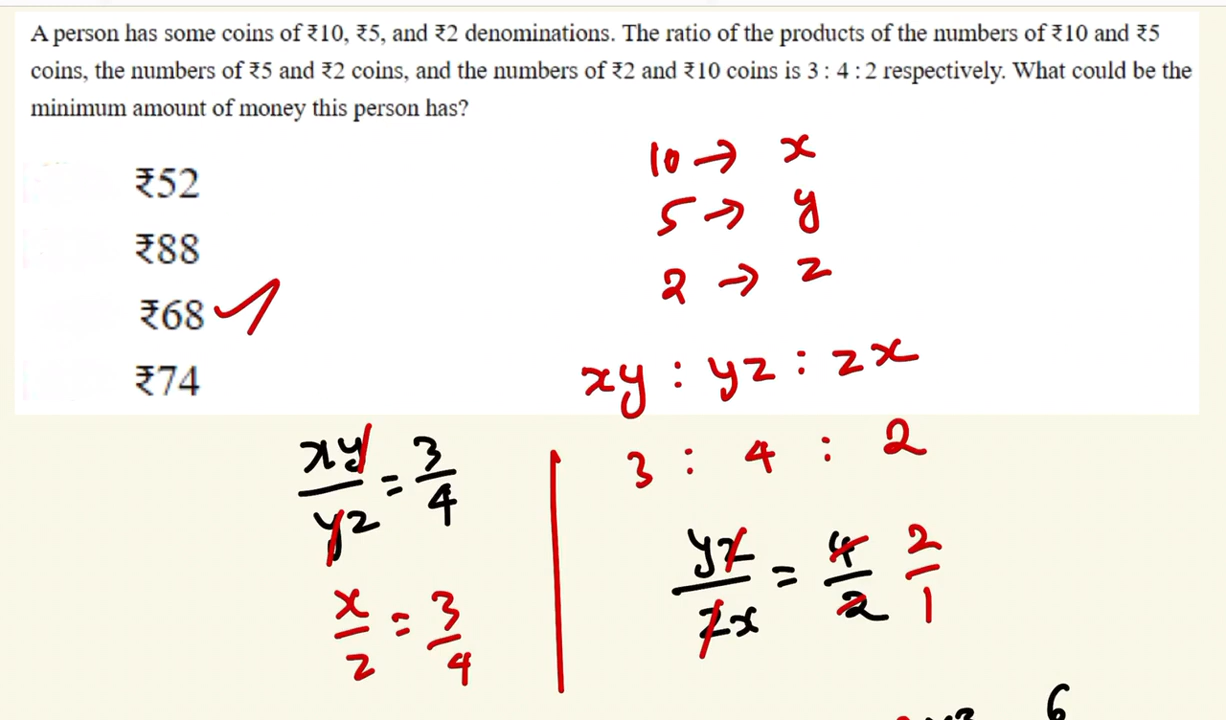 A person has some coins of ₹10, ₹5, and ₹2 denominations. The ratio of the products of the numbers of ₹10 and ₹5
coins, the numbers of ₹5 and ₹2 coins, and the numbers of ₹2 and ₹10 coins is 3 : 4 : 2 respectively. What could be the
minimum amount of money this person has?
₹52
₹88
₹68
₹74
10 → x
5 → y
2 → z
xy : yz : zx
3 : 4 : 2
xy/yz = 3/4
x/z = 3/4
yz/zx = 4/2 2/1
6